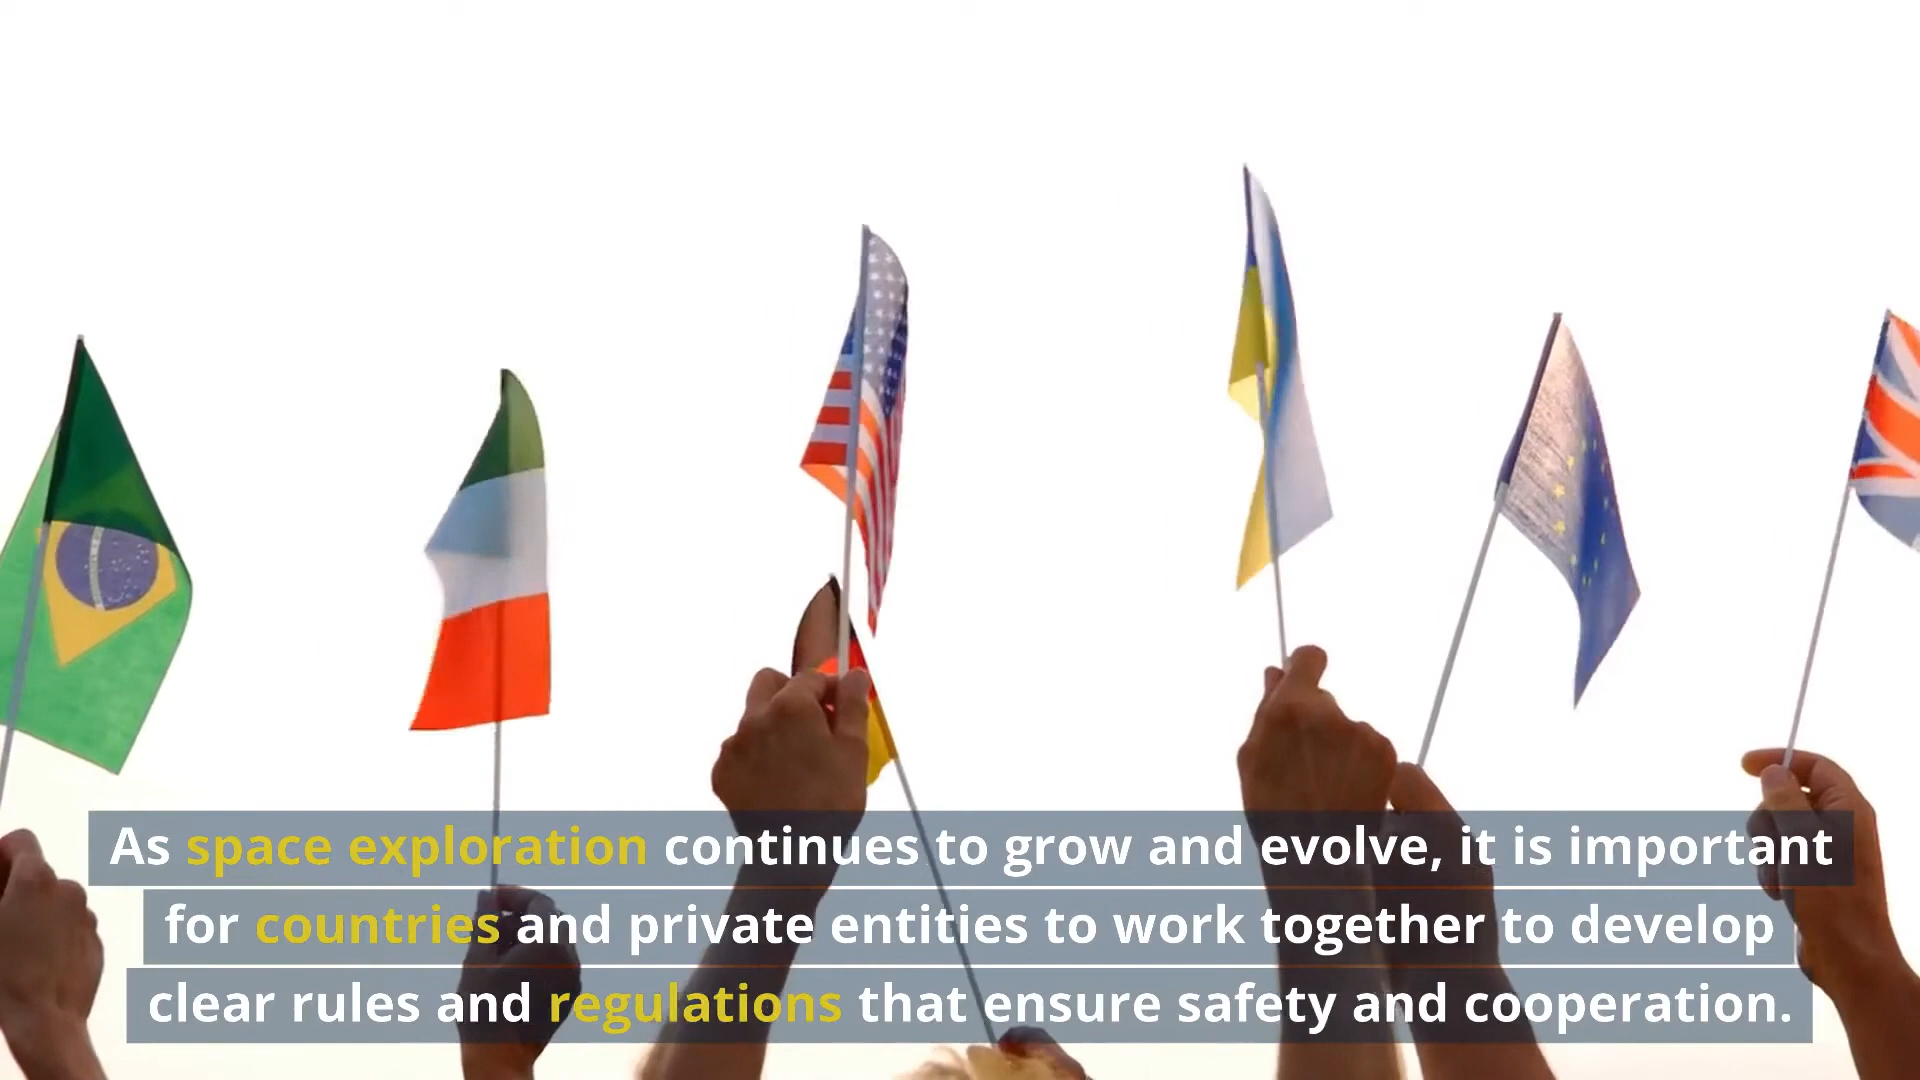 As space exploration continues to grow and evolve, it is important
for countries and private entities to work together to develop
clear rules and regulations that ensure safety and cooperation.